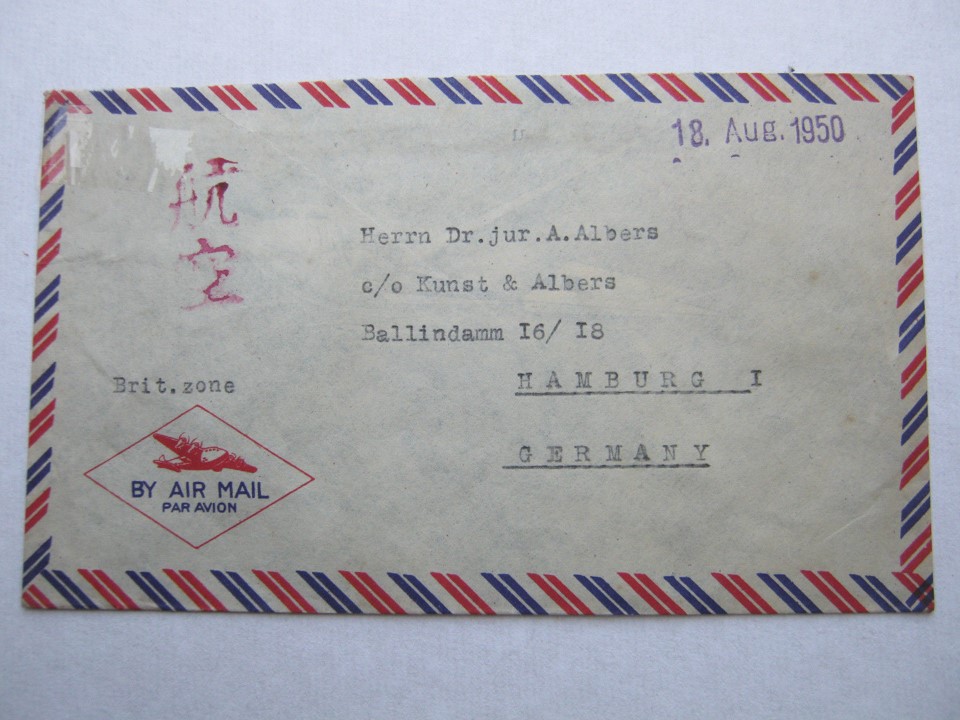 18. Aug. 1950
航空
Herrn Dr.jur.A.Albers
c/o Kunst & Albers
Ballindamm I6/ I8
HAMBURG I
GERMANY
Brit.zone
BY AIR MAIL
PAR AVION